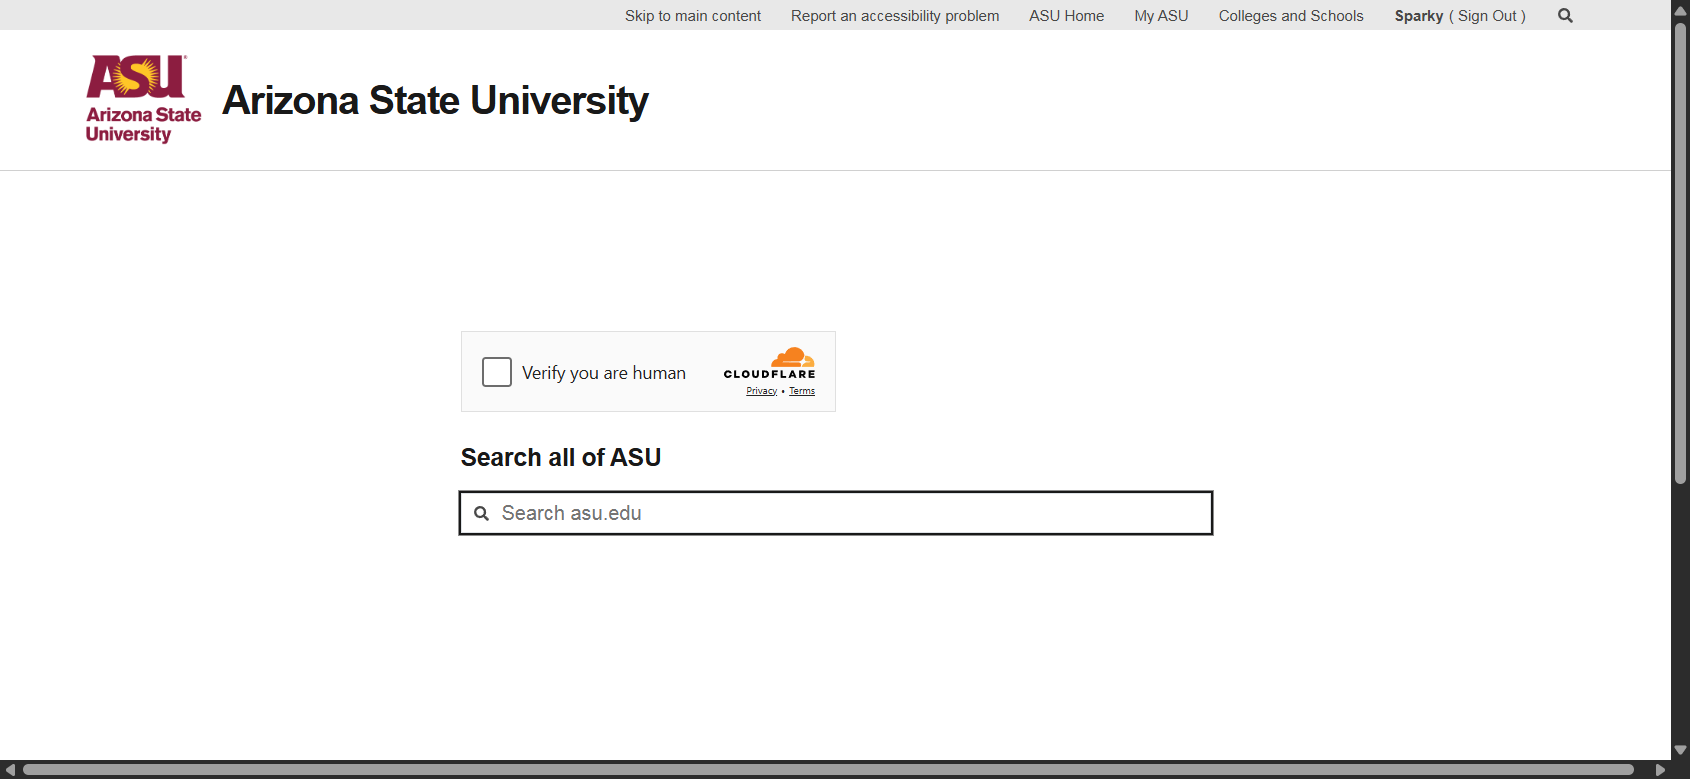 Skip to main content Report an accessibility problem ASU Home My ASU Colleges and Schools Sparky ( Sign Out )
ASU
Arizona State
University
Arizona State University
Verify you are human
CLOUDFLARE
Privacy • Terms
Search all of ASU
Search asu.edu